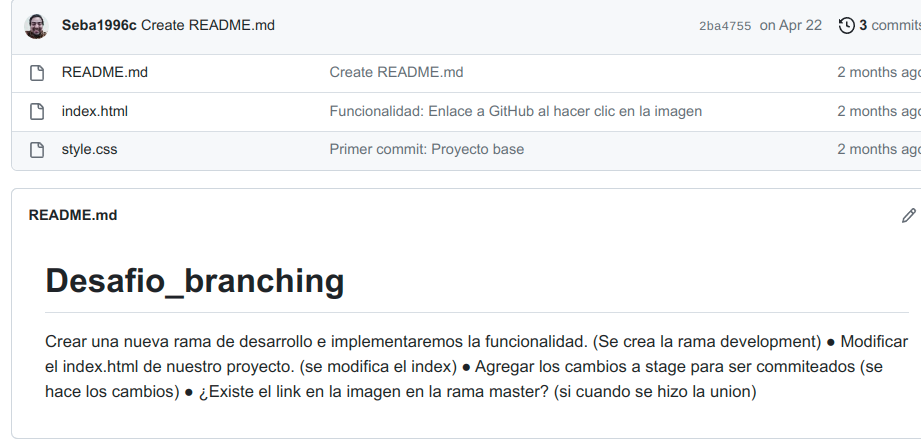 Seba1996c Create README.md 2ba4755 on Apr 22 3 commits
README.md Create README.md 2 months ago
index.html Funcionalidad: Enlace a GitHub al hacer clic en la imagen 2 months ago
style.css Primer commit: Proyecto base 2 months ago
README.md
Desafio_branching
Crear una nueva rama de desarrollo e implementaremos la funcionalidad. (Se crea la rama development) ● Modificar
el index.html de nuestro proyecto. (se modifica el index) ● Agregar los cambios a stage para ser commiteados (se
hace los cambios) ● ¿Existe el link en la imagen en la rama master? (si cuando se hizo la union)